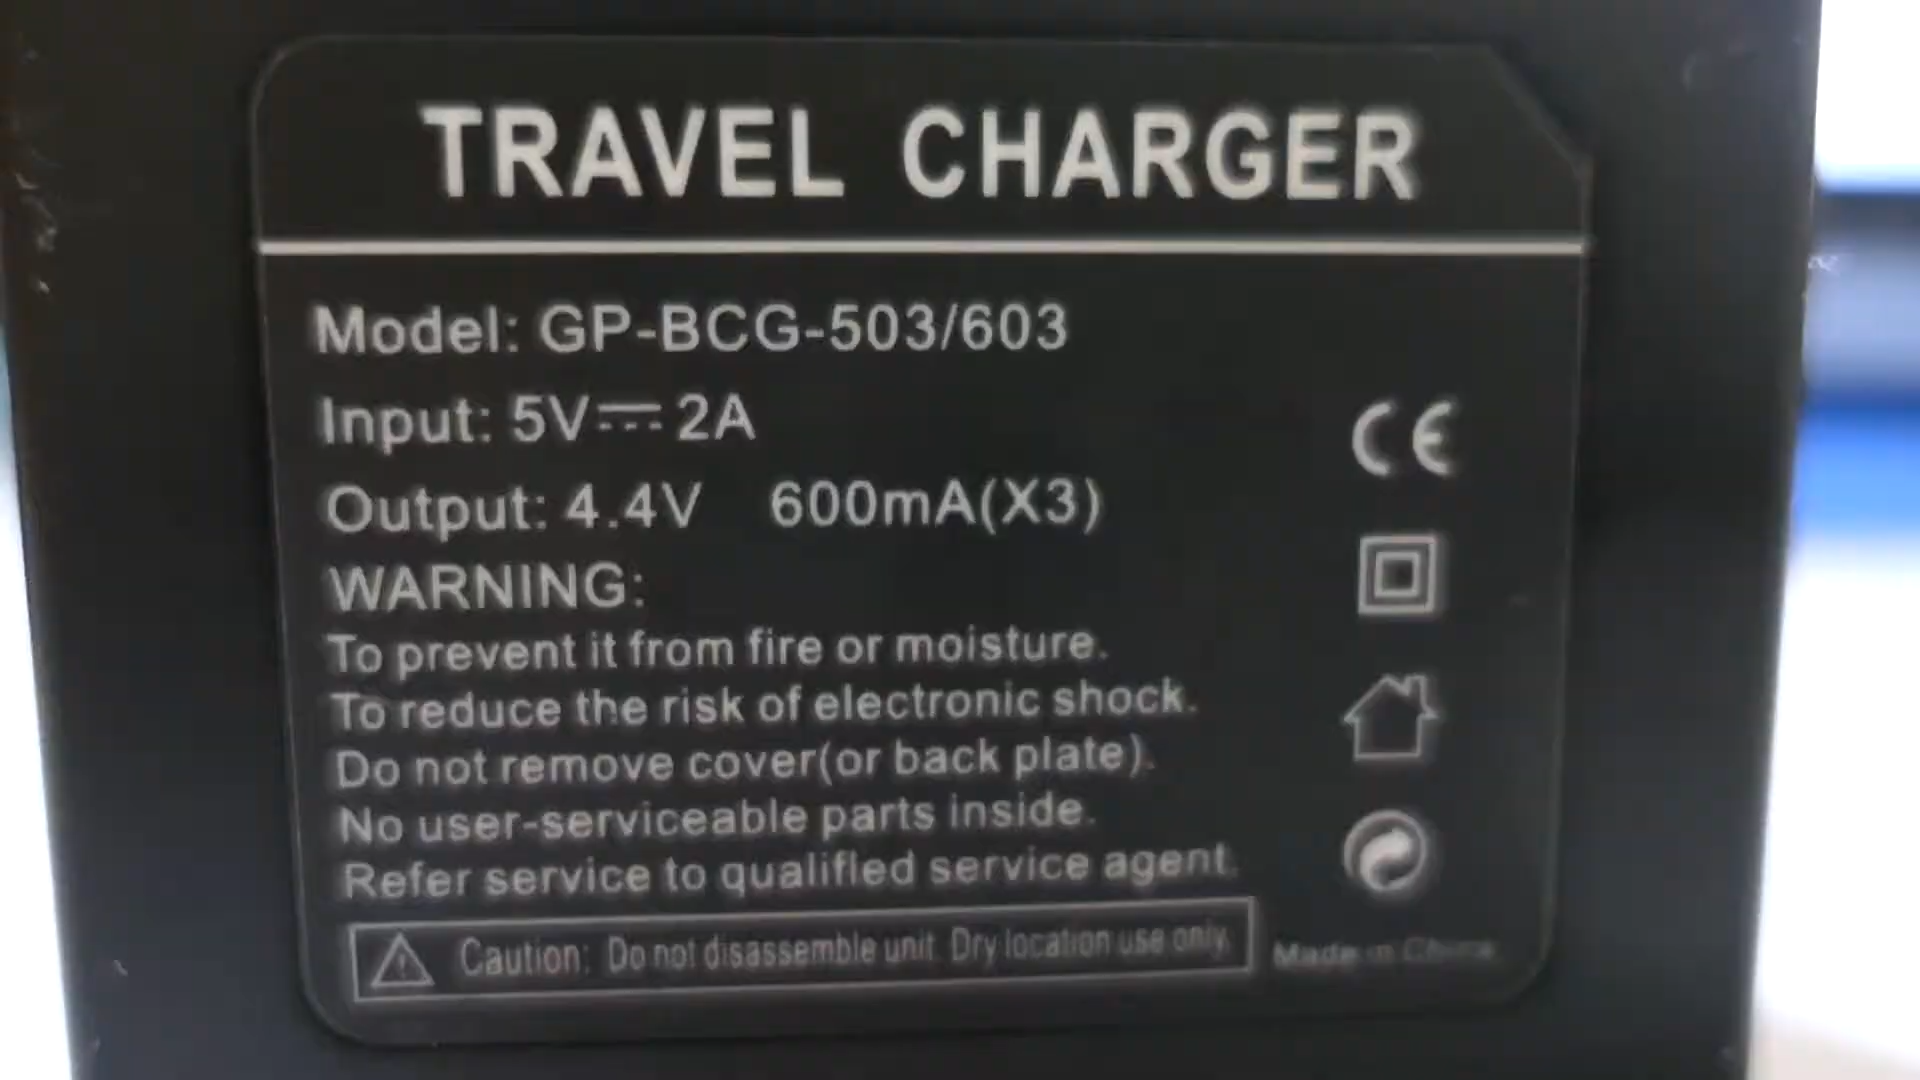 TRAVEL CHARGER
Model: GP-BCG-503/603
Input: 5V⎓2A
Output: 4.4V 600mA(X3)
CE
WARNING:
To prevent it from fire or moisture.
To reduce the risk of electronic shock.
Do not remove cover(or back plate).
No user-serviceable parts inside.
Refer service to qualified service agent.
Caution: Do not disassemble unit. Dry location use only.
Made in China